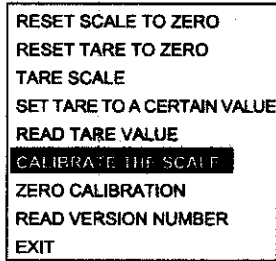 RESET SCALE TO ZERO
RESET TARE TO ZERO
TARE SCALE
SET TARE TO A CERTAIN VALUE
READ TARE VALUE
CALIBRATE THE SCALE
ZERO CALIBRATION
READ VERSION NUMBER
EXIT